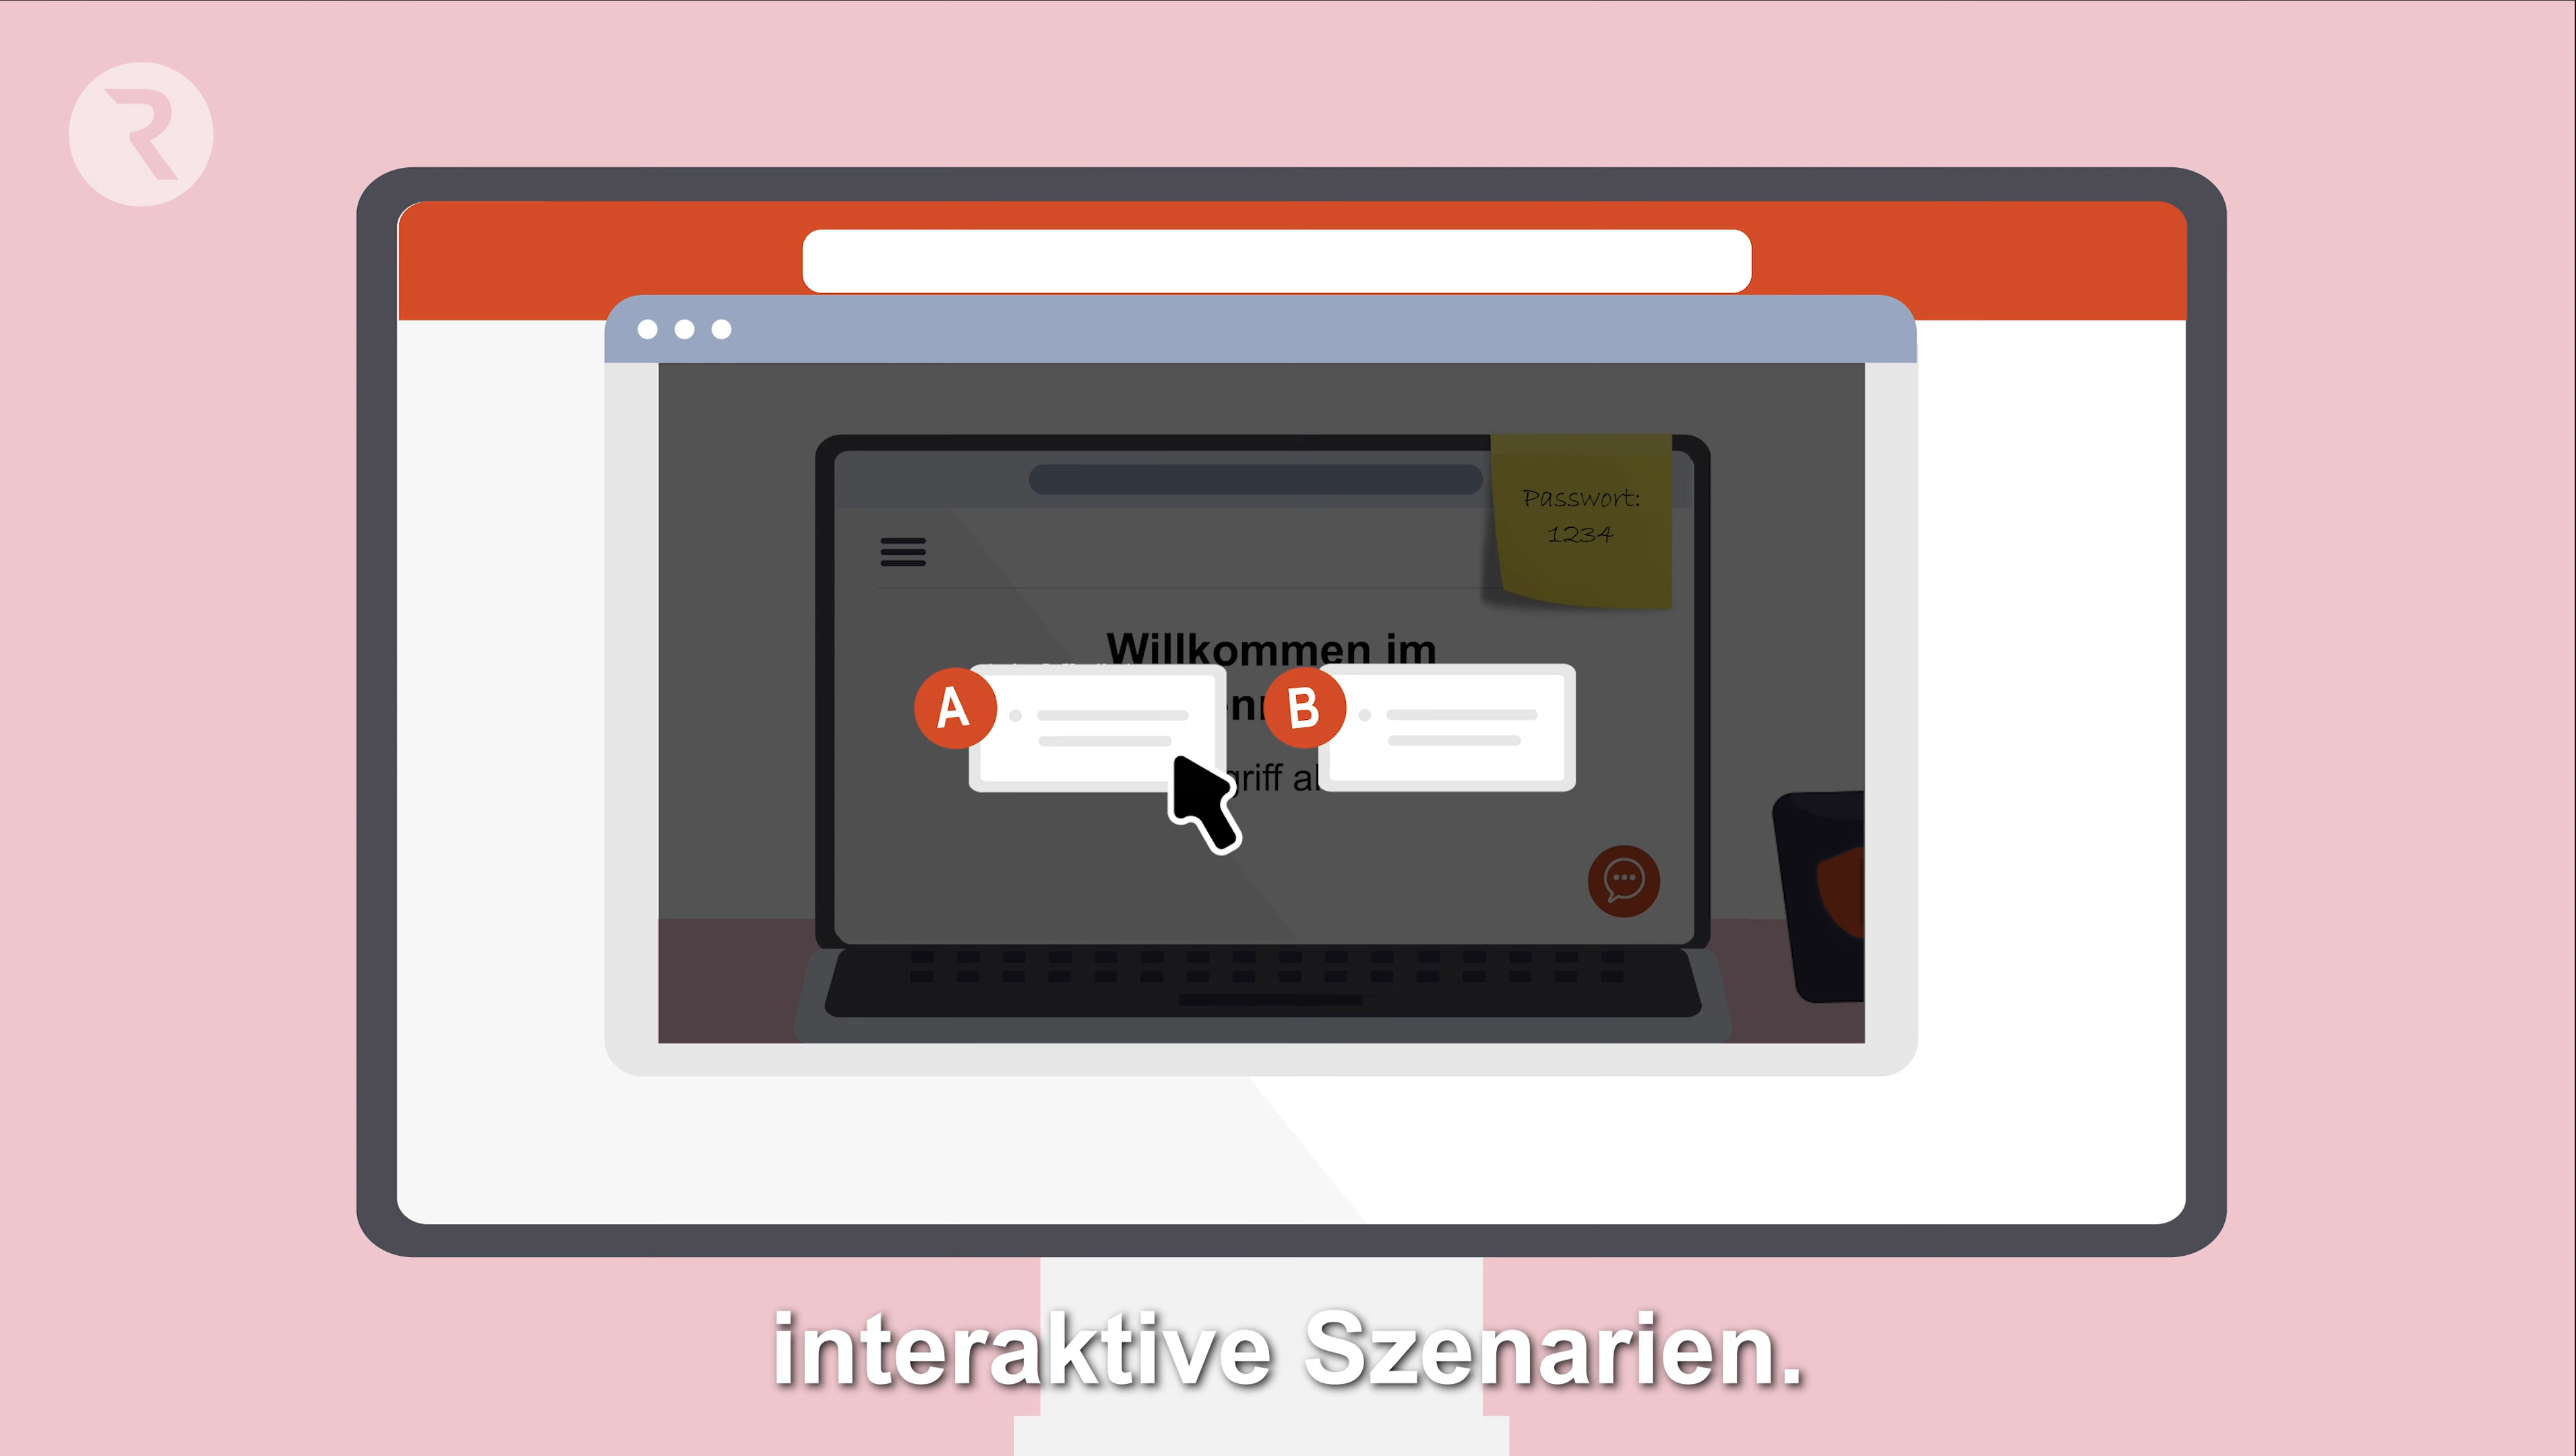 R
Passwort:
1234
Willkommen im
A
B
interaktive Szenarien.